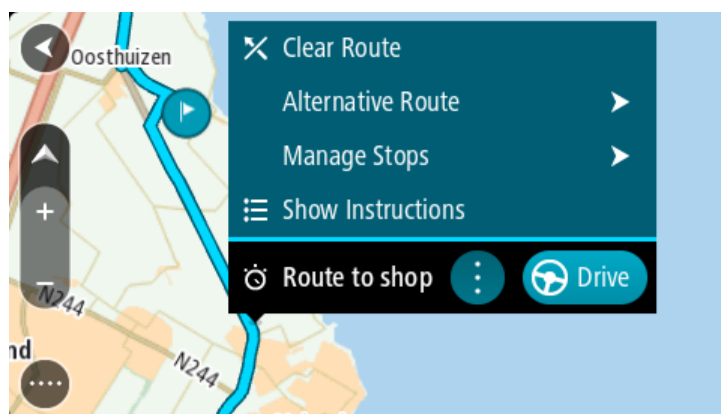 Oosthuizen
Clear Route
Alternative Route
Manage Stops
Show Instructions
Route to shop
Drive
N244
nd
N244